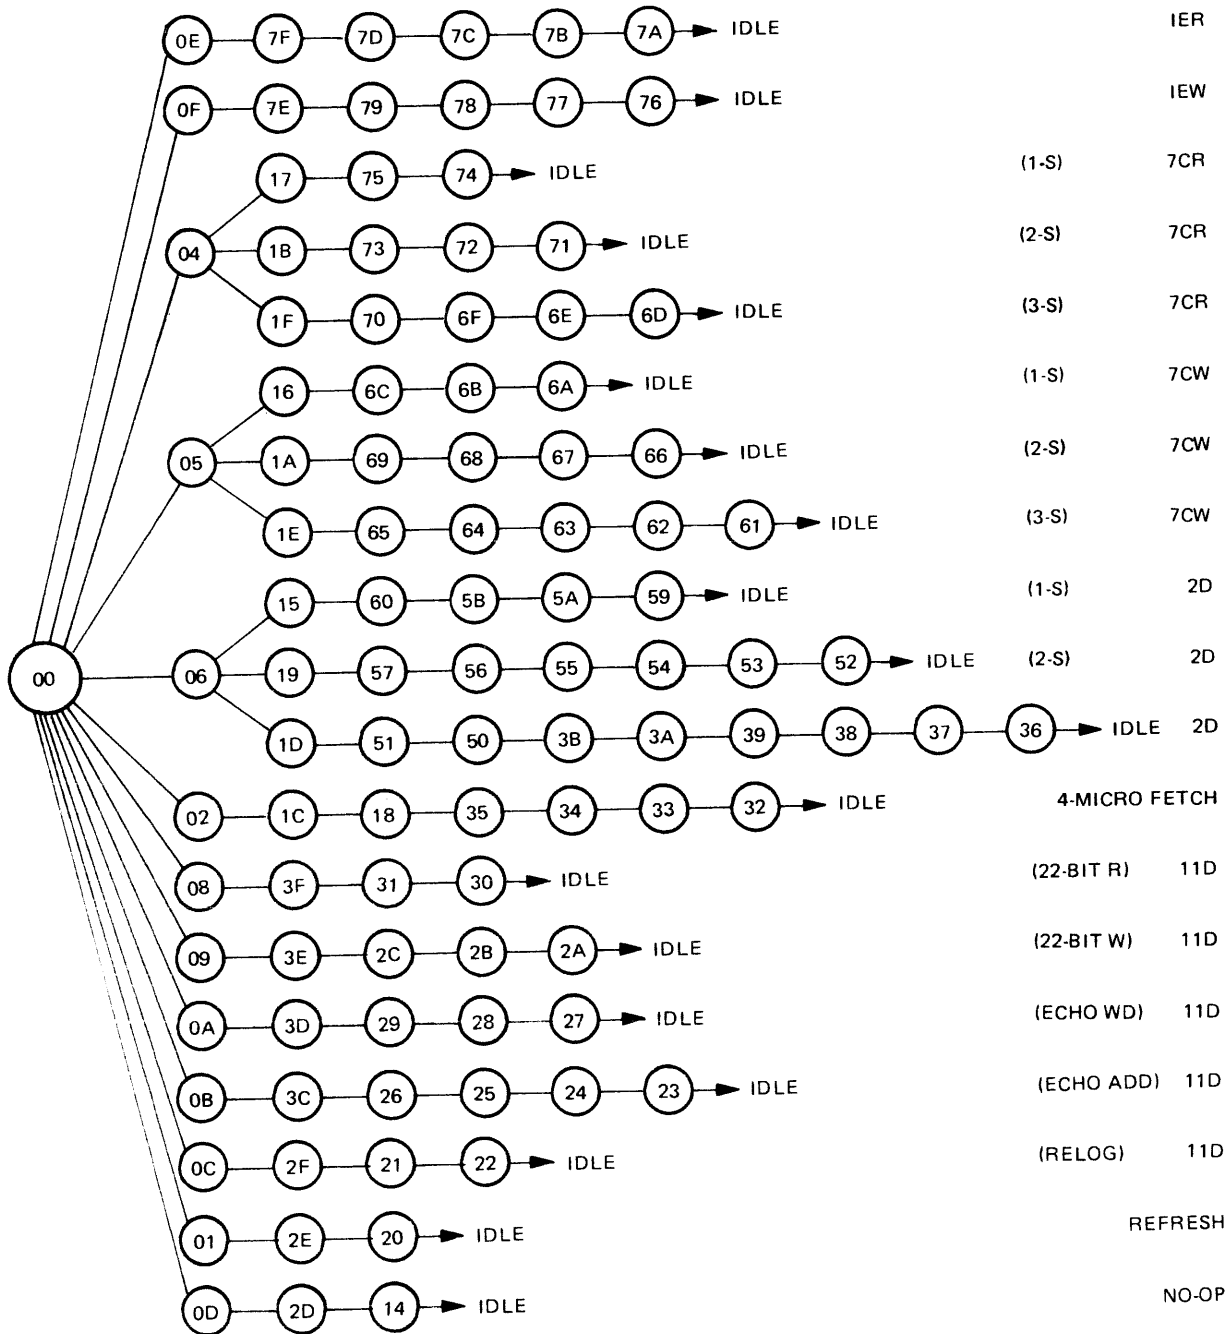 0E 7F 7D 7C 7B 7A IDLE IER
0F 7E 79 78 77 76 IDLE IEW
17 75 74 IDLE (1-S) 7CR
04 1B 73 72 71 IDLE (2-S) 7CR
1F 70 6F 6E 6D IDLE (3-S) 7CR
16 6C 6B 6A IDLE (1-S) 7CW
05 1A 69 68 67 66 IDLE (2-S) 7CW
1E 65 64 63 62 61 IDLE (3-S) 7CW
15 60 5B 5A 59 IDLE (1-S) 2D
00 06 19 57 56 55 54 53 52 IDLE (2-S) 2D
1D 51 50 3B 3A 39 38 37 36 IDLE 2D
02 1C 18 35 34 33 32 IDLE 4-MICRO FETCH
08 3F 31 30 IDLE (22-BIT R) 11D
09 3E 2C 2B 2A IDLE (22-BIT W) 11D
0A 3D 29 28 27 IDLE (ECHO WD) 11D
0B 3C 26 25 24 23 IDLE (ECHO ADD) 11D
0C 2F 21 22 IDLE (RELOG) 11D
01 2E 20 IDLE REFRESH
0D 2D 14 IDLE NO-OP